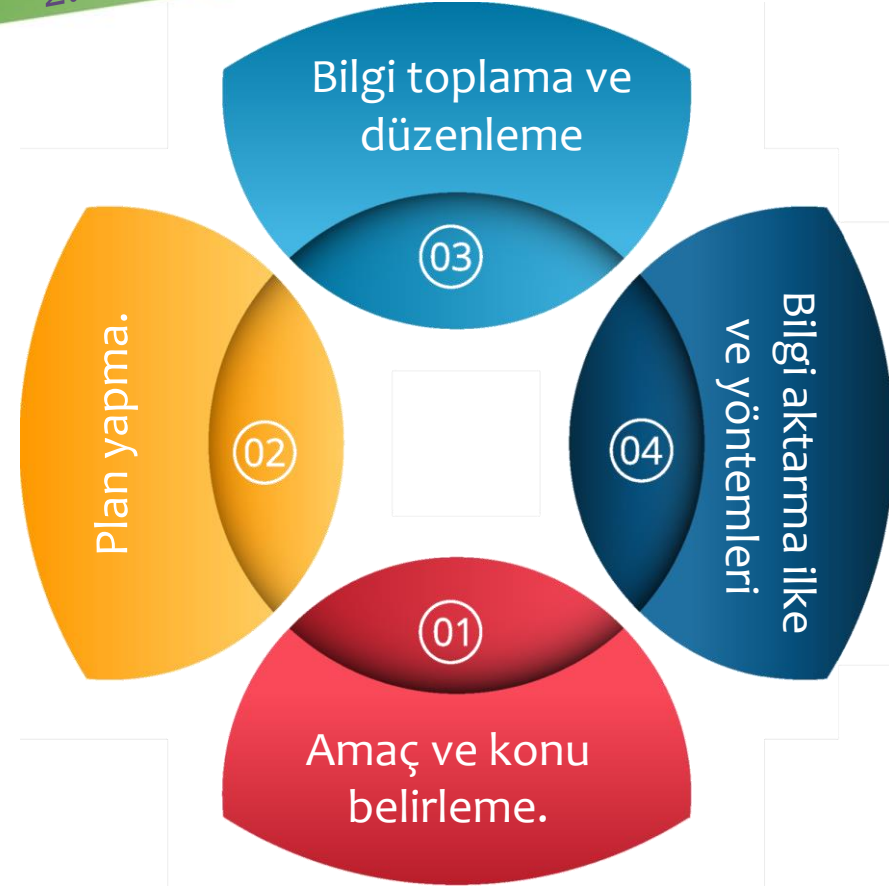 2.
Bilgi toplama ve
düzenleme
03
Plan yapma.
02
04
Bilgi aktarma ilke
ve yöntemleri
01
Amaç ve konu
belirleme.